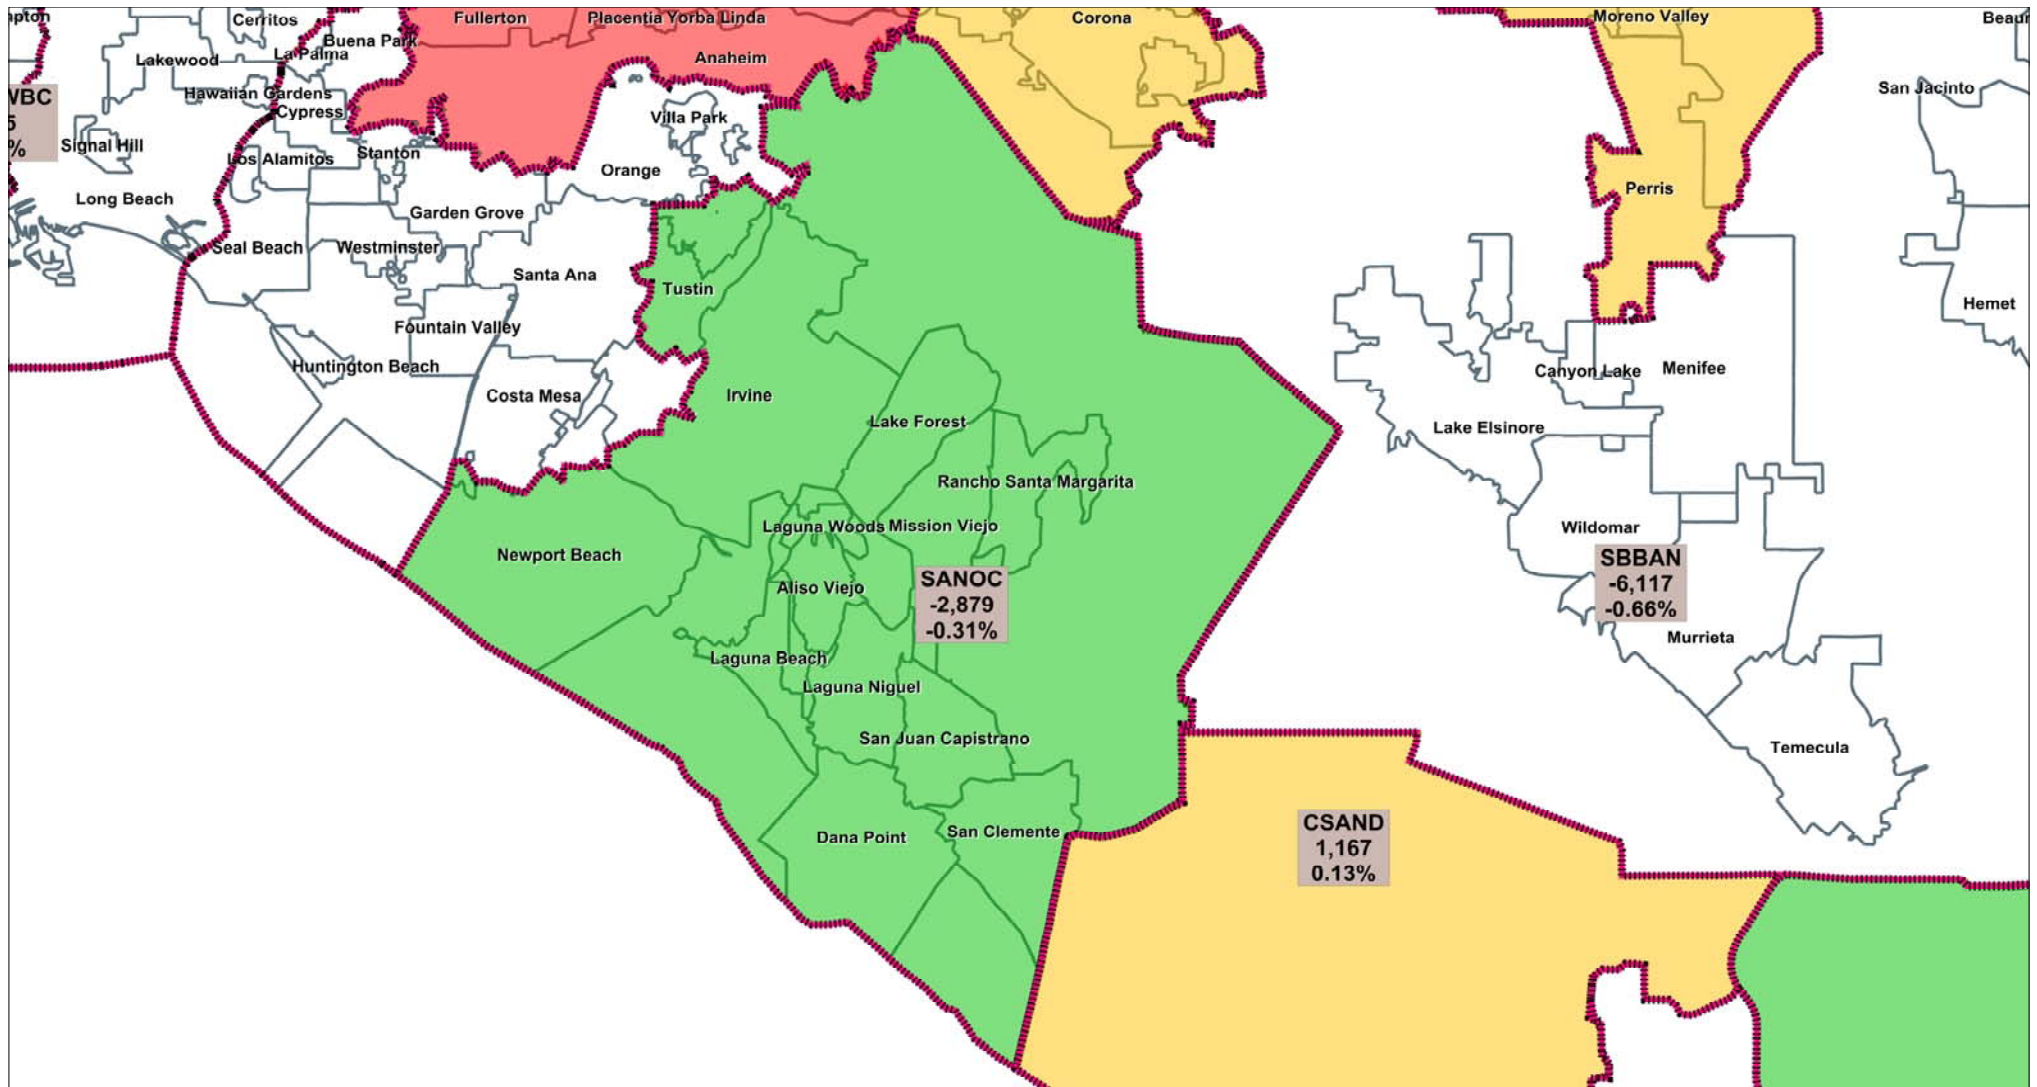 Cerritos
Fullerton
Placentia Yorba Linda
Corona
Moreno Valley
Buena Park
La Palma
Lakewood
Anaheim
San Jacinto
Hawaiian Gardens
Cypress
Villa Park
%
Signal Hill
Los Alamitos
Stanton
Orange
Perris
Long Beach
Garden Grove
Seal Beach
Westminster
Santa Ana
Tustin
Hemet
Fountain Valley
Huntington Beach
Canyon Lake
Menifee
Costa Mesa
Irvine
Lake Forest
Lake Elsinore
Rancho Santa Margarita
Laguna Woods
Mission Viejo
Wildomar
Newport Beach
SBBAN
-6,117
-0.66%
Aliso Viejo
SANOC
-2,879
-0.31%
Murrieta
Laguna Beach
Laguna Niguel
San Juan Capistrano
Temecula
CSAND
1,167
0.13%
Dana Point
San Clemente